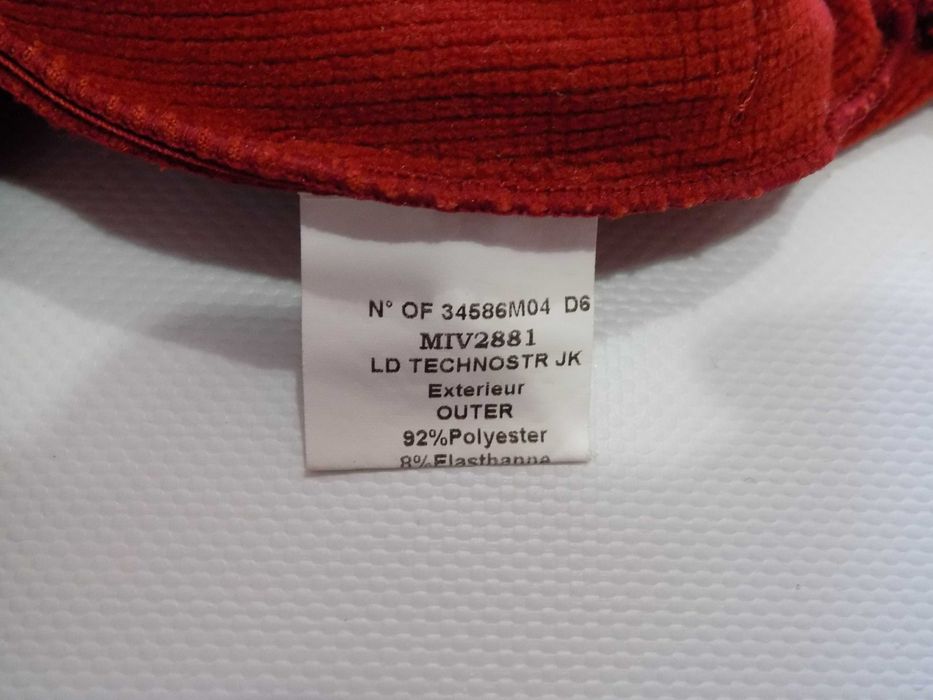 N° OF 34586M04 D6
MIV2881
LD TECHNOSTR JK
Exterieur
OUTER
92%Polyester
8%Elasthanne